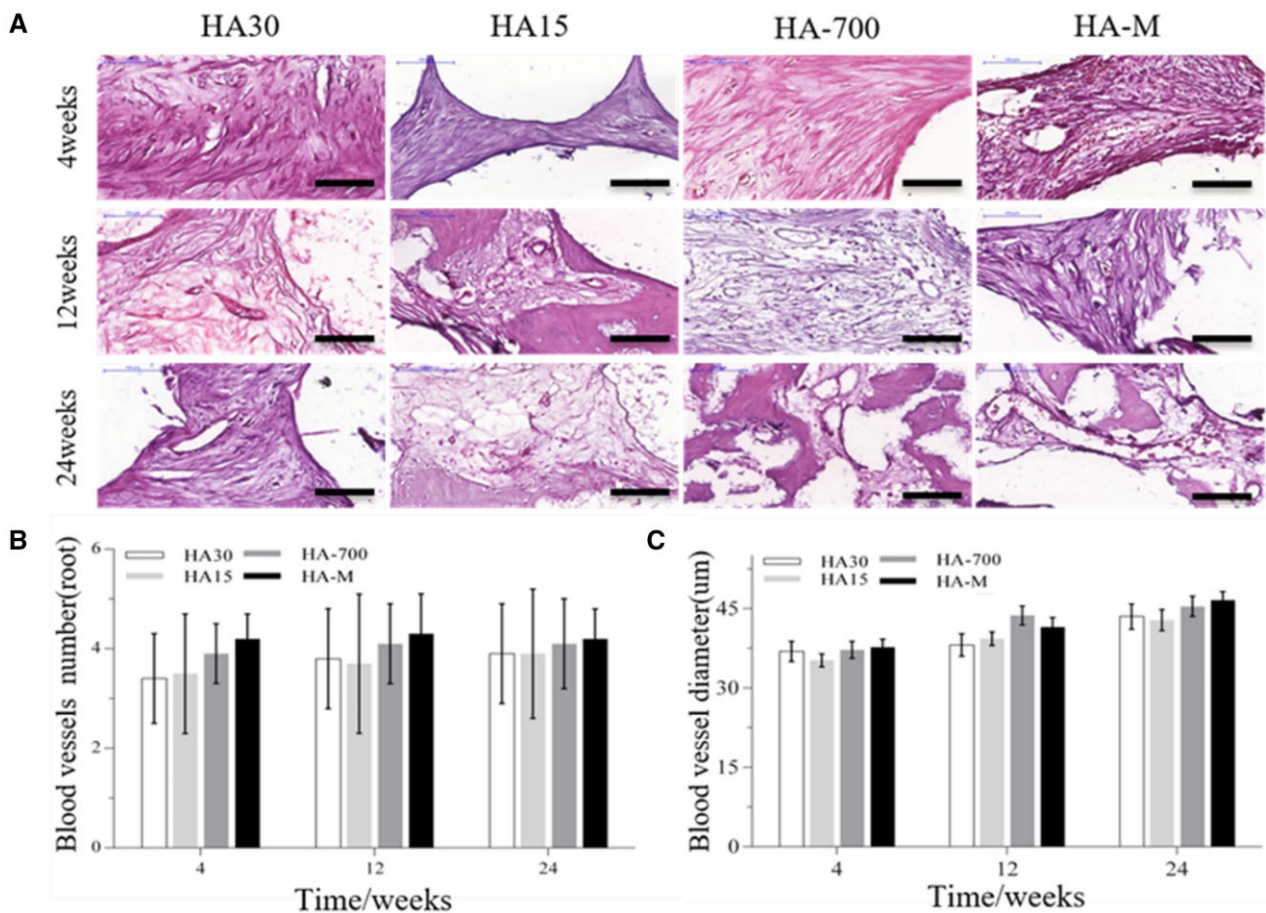 A
HA30 HA15 HA-700 HA-M
4weeks
12weeks
24weeks
B
Blood vessels number(root)
6
4
2
0
HA30 HA-700
HA15 HA-M
4 12 24
Time/weeks
C
Blood vessel diameter(um)
45
30
15
0
HA30 HA-700
HA15 HA-M
4 12 24
Time/weeks